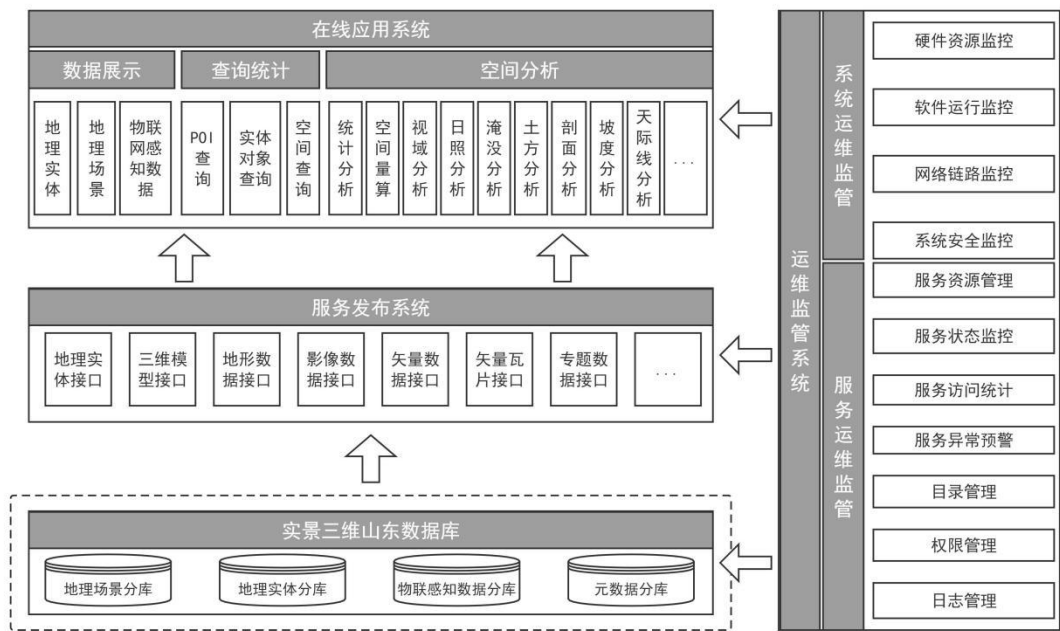 在线应用系统
数据展示
查询统计
空间分析
地理实体
地理场景
物联
网感
知数
据
POI
查询
实体
对象
查询
空间查询
统计分析
空间量算
视域分析
日照分析
淹没分析
土方分析
剖面分析
坡度分析
天际线分析
...
服务发布系统
地理实
体接口
三维模
型接口
地形数
据接口
影像数
据接口
矢量数
据接口
矢量瓦
片接口
专题数
据接口
...
实景三维山东数据库
地理场景分库
地理实体分库
物联感知数据分库
元数据分库
运维监管系统
系统运维监管
硬件资源监控
软件运行监控
网络链路监控
系统安全监控
服务运维监管
服务资源管理
服务状态监控
服务访问统计
服务异常预警
目录管理
权限管理
日志管理